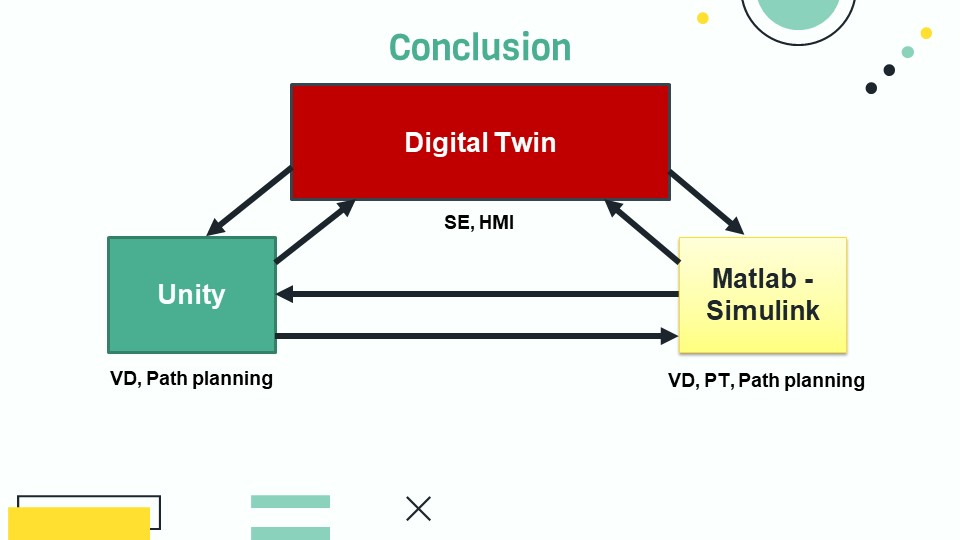 Conclusion
Digital Twin
SE, HMI
Unity
Matlab -
Simulink
VD, Path planning
VD, PT, Path planning